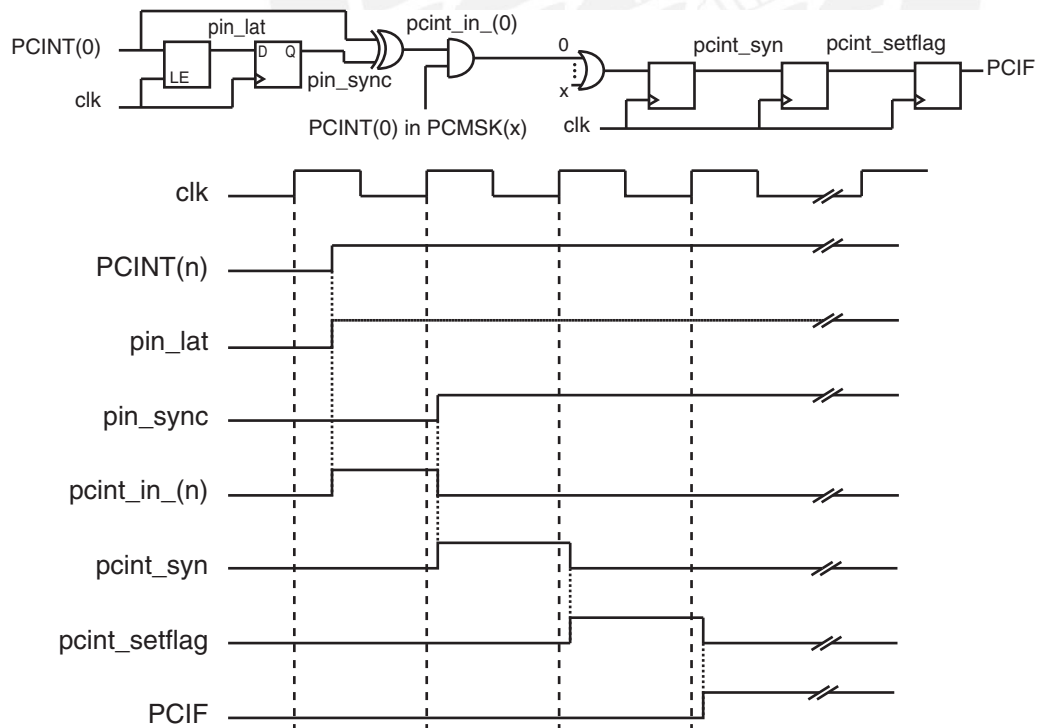 pin_lat
pcint_in_(0)
PCINT(0)
D Q
LE
pin_sync
clk
PCINT(0) in PCMSK(x)
0
x
clk
pcint_syn
pcint_setflag
PCIF
clk
PCINT(n)
pin_lat
pin_sync
pcint_in_(n)
pcint_syn
pcint_setflag
PCIF